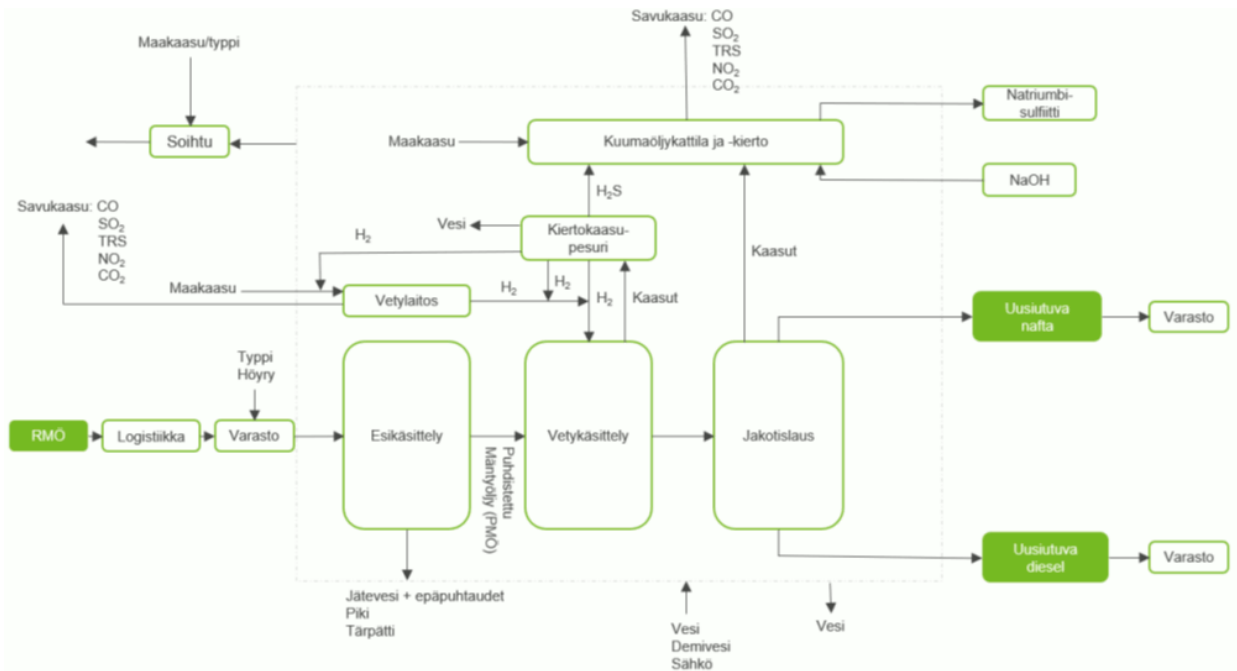 Savukaasu: CO
SO₂
TRS
NO₂
CO₂
Maakaasu/typpi
Soihtu
Maakaasu
Kuumaöljykattila ja -kierto
Natriumbi-
sulfiitti
NaOH
H₂S
Savukaasu: CO
SO₂
TRS
NO₂
CO₂
Vesi
Kiertokaasu-
pesuri
H₂
Kaasut
Maakaasu
Vetylaitos
H₂
H₂
H₂
Kaasut
Uusiutuva
nafta
Varasto
Typpi
Höyry
RMÖ
Logistiikka
Varasto
Esikäsittely
Puhdistettu
Mäntyöljy (PMÖ)
Vetykäsittely
Jakotislaus
Uusiutuva
diesel
Varasto
Jätevesi + epäpuhtaudet
Piki
Tärpätti
Vesi
Demivesi
Sähkö
Vesi